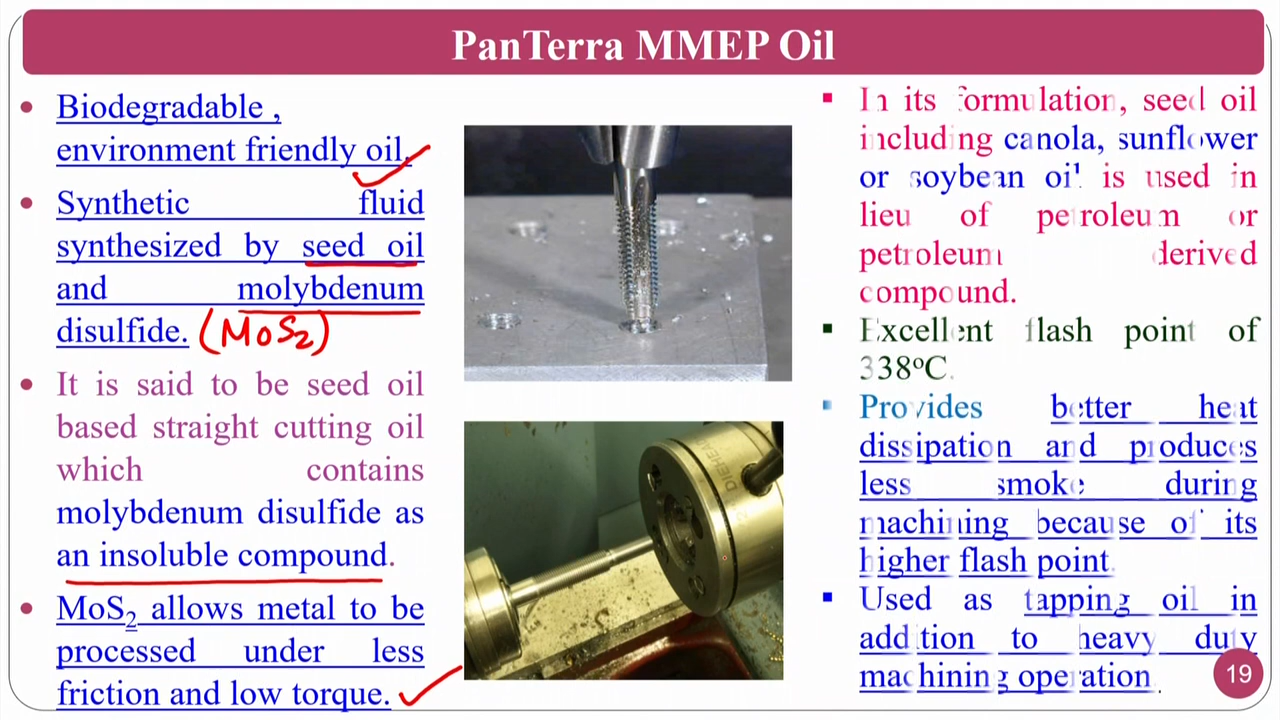 PanTerra MMEP Oil
• Biodegradable ,
environment friendly oil.
• Synthetic fluid
synthesized by seed oil
and molybdenum
disulfide. (MoS2)
• It is said to be seed oil
based straight cutting oil
which contains
molybdenum disulfide as
an insoluble compound.
• MoS₂ allows metal to be
processed under less
friction and low torque.
DIEHEAD
▪ In its formulation, seed oil
including canola, sunflower
or soybean oil is used in
lieu of petroleum or
petroleum derived
compound.
▪ Excellent flash point of
338ºC.
▪ Provides better heat
dissipation and produces
less smoke during
machining because of its
higher flash point.
▪ Used as tapping oil in
addition to heavy duty
machining operation.
19